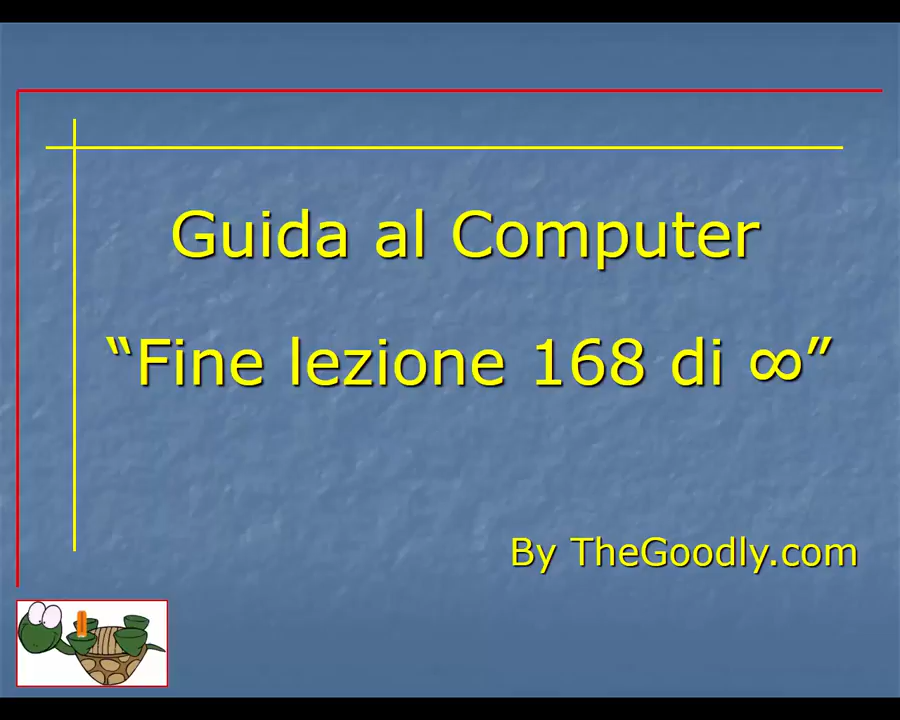 Guida al Computer
“Fine lezione 168 di ∞”
By TheGoodly.com